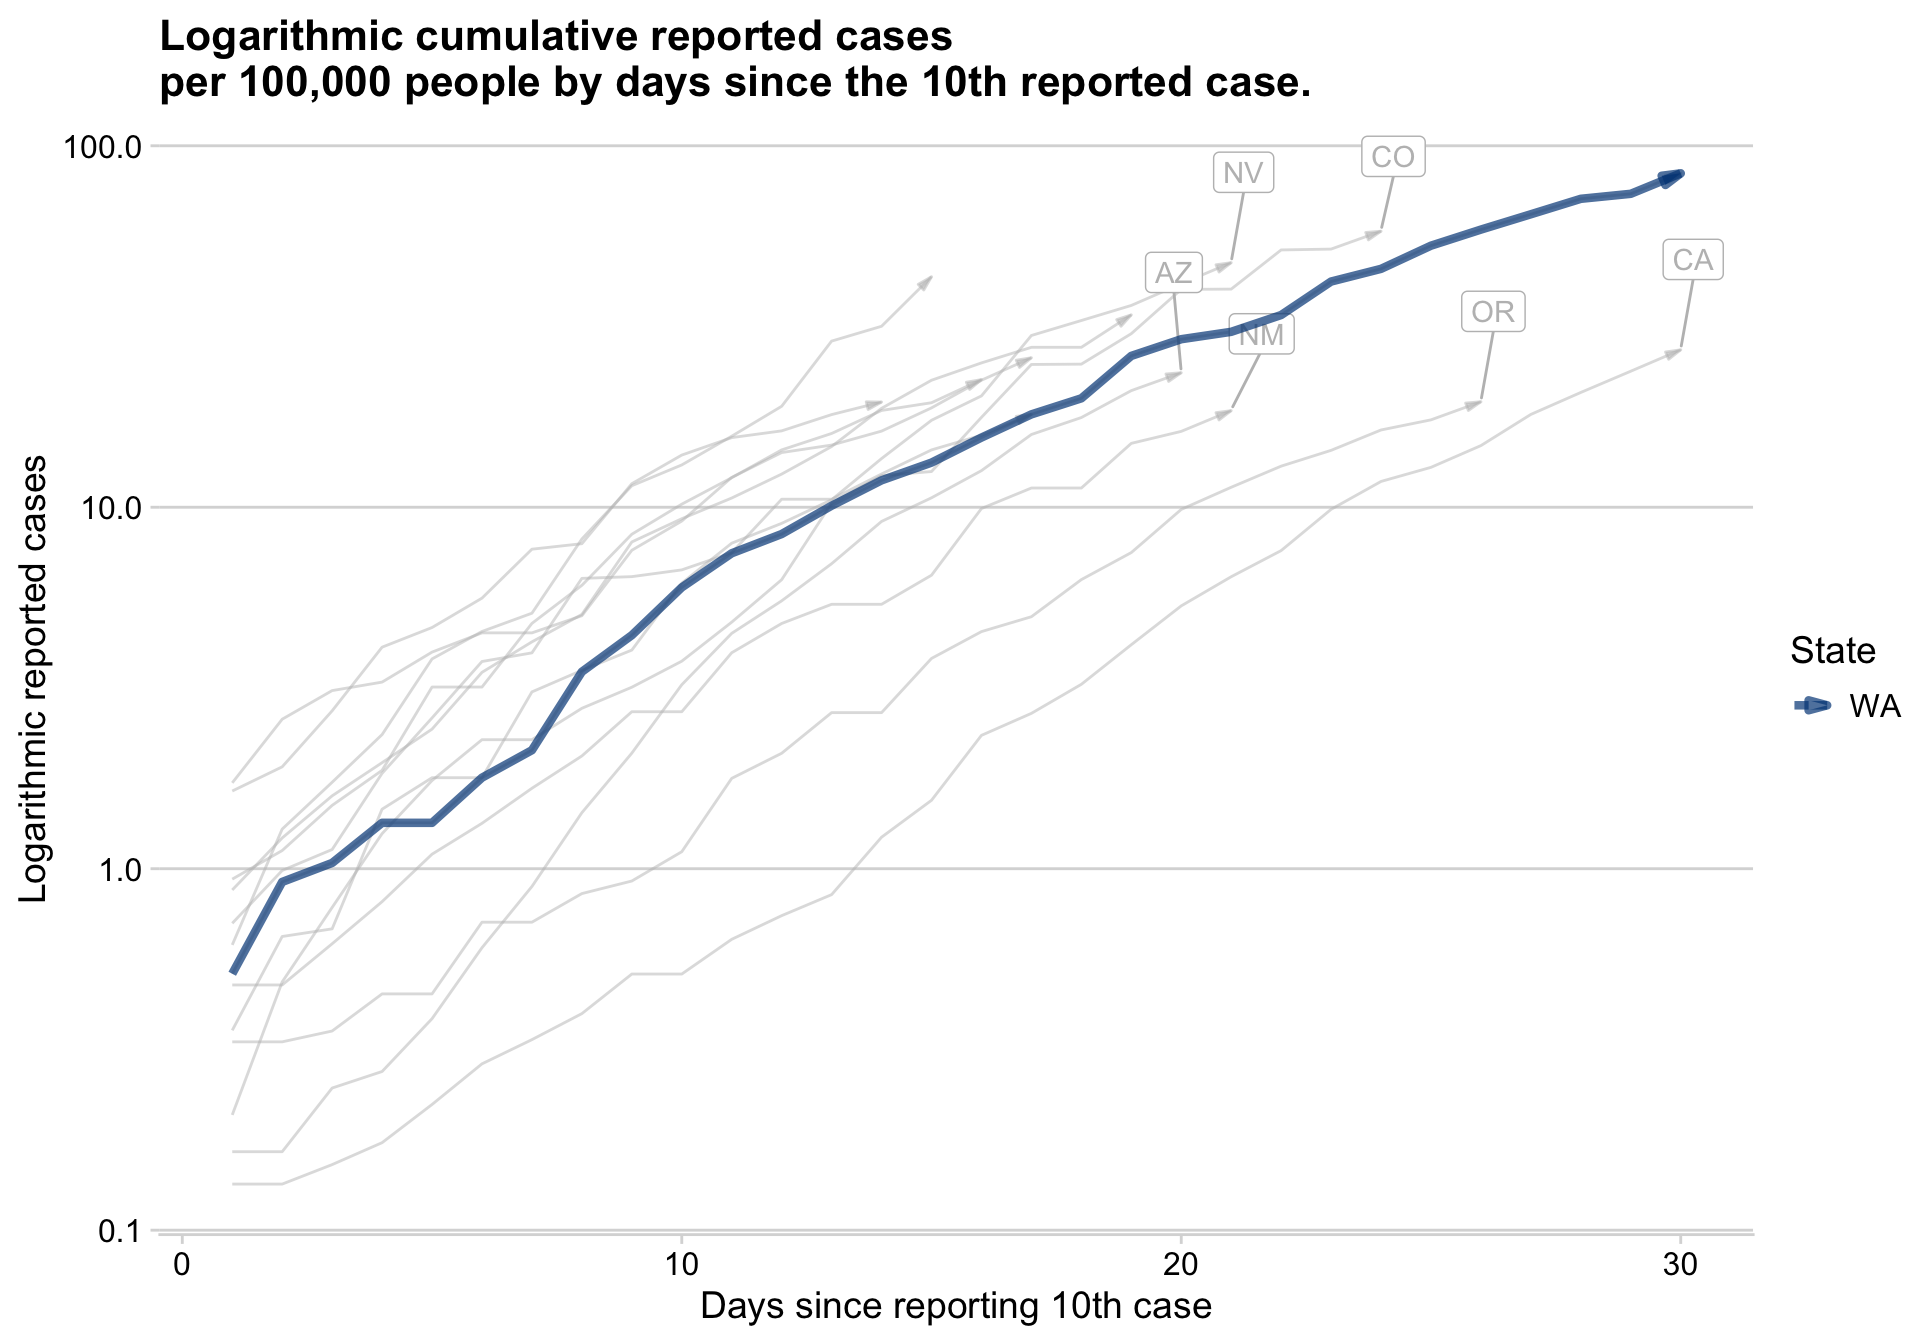 Logarithmic cumulative reported cases
per 100,000 people by days since the 10th reported case.
100.0
10.0
1.0
0.1
Logarithmic reported cases
NV
CO
AZ
CA
OR
NM
State
WA
0
10
20
30
Days since reporting 10th case